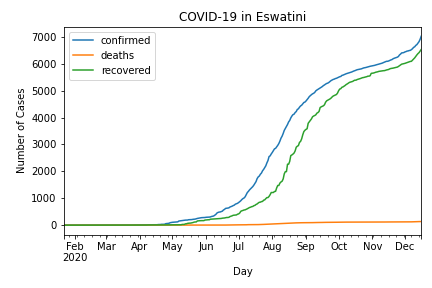 COVID-19 in Eswatini
confirmed
deaths
recovered
Number of Cases
7000
6000
5000
4000
3000
2000
1000
0
Feb Mar Apr May Jun Jul Aug Sep Oct Nov Dec
2020
Day